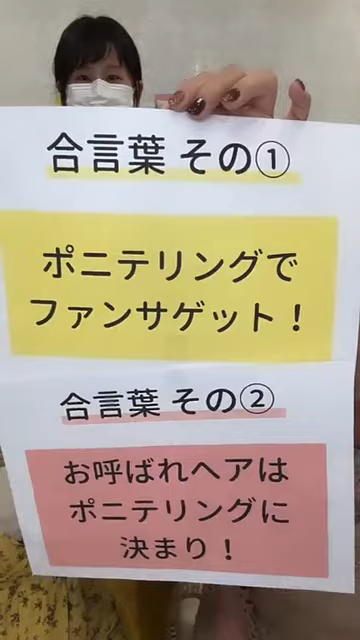 合言葉 その①
ポニテリングで
ファンサゲット！
合言葉 その②
お呼ばれヘアは
ポニテリングに
決まり！